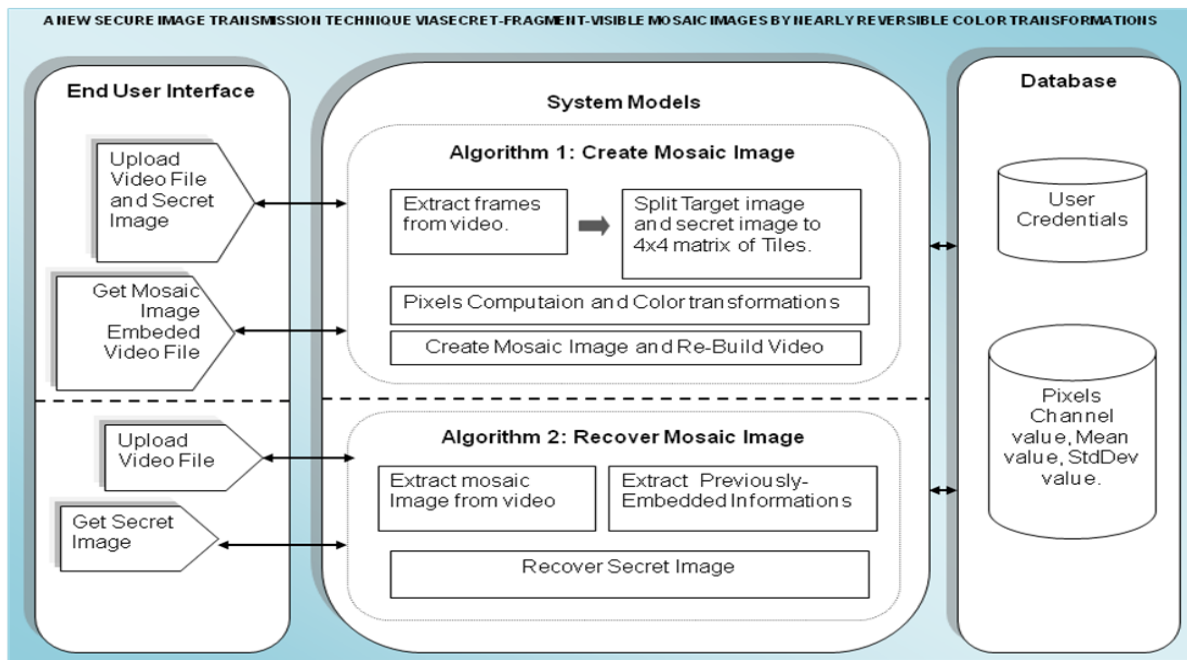 A NEW SECURE IMAGE TRANSMISSION TECHNIQUE VIASECRET-FRAGMENT-VISIBLE MOSAIC IMAGES BY NEARLY REVERSIBLE COLOR TRANSFORMATIONS
End User Interface
Upload
Video File
and Secret
Image
Get Mosaic
Image
Embeded
Video File
Upload
Video File
Get Secret
Image
System Models
Algorithm 1: Create Mosaic Image
Extract frames
from video.
Split Target image
and secret image to
4x4 matrix of Tiles.
Pixels Computaion and Color transformations
Create Mosaic Image and Re-Build Video
Algorithm 2: Recover Mosaic Image
Extract mosaic
Image from video
Extract Previously-
Embedded Informations
Recover Secret Image
Database
User
Credentials
Pixels
Channel
value, Mean
value, StdDev
value.